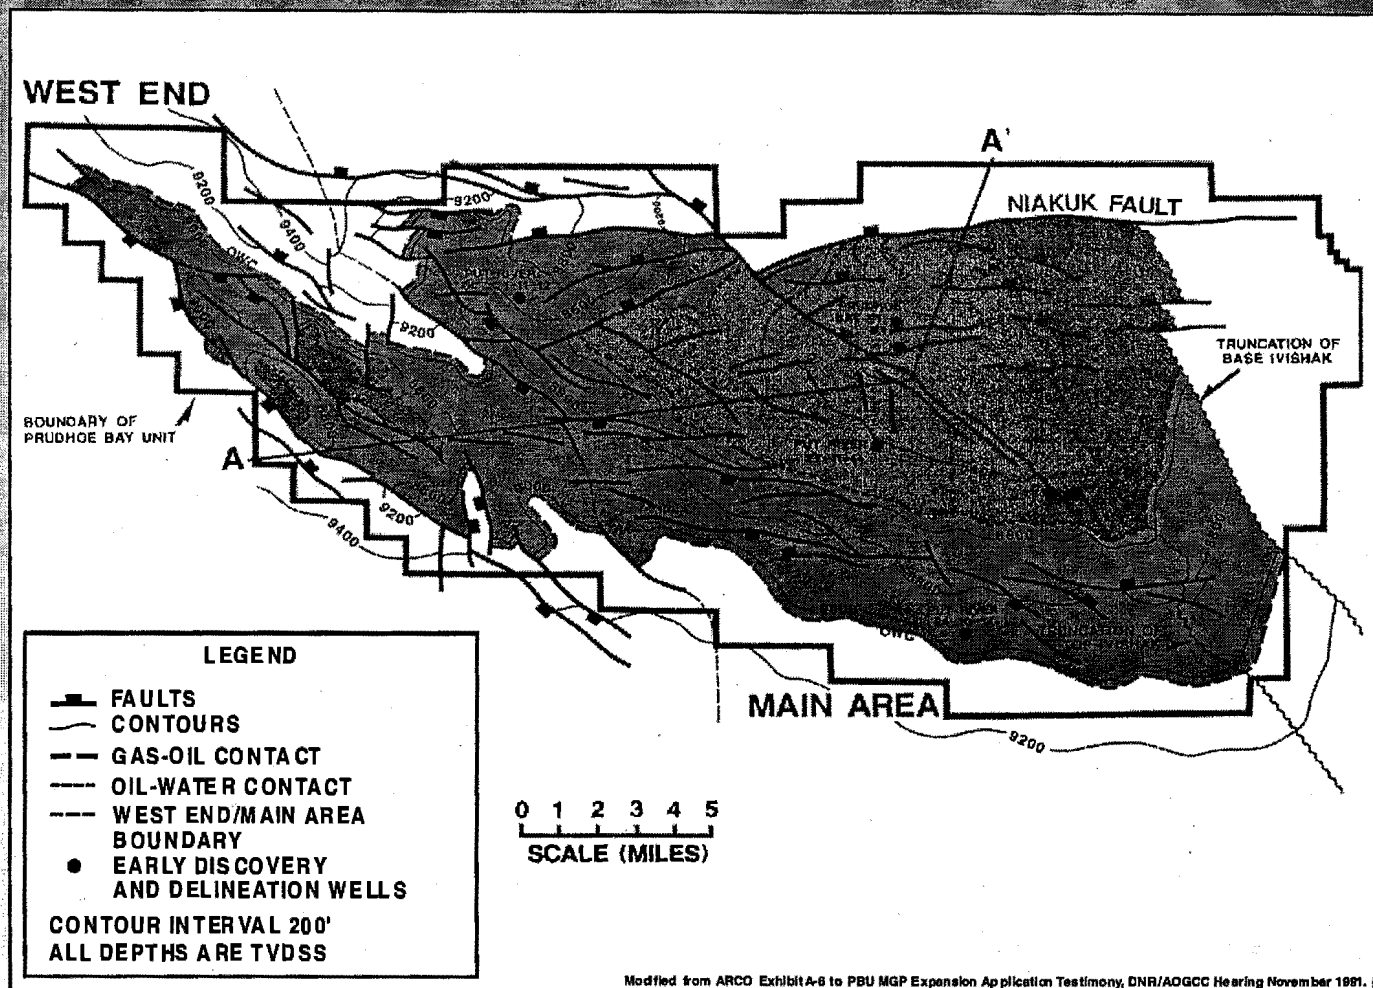 WEST END
A'
NIAKUK FAULT
9200
9400
OWC
9200
9200
9200
TRUNCATION OF
BASE IVISHAK
BOUNDARY OF
PRUDHOE BAY UNIT
A
9200
9400
OWC
MAIN AREA
9200
LEGEND
FAULTS
CONTOURS
GAS-OIL CONTACT
OIL-WATER CONTACT
WEST END/MAIN AREA
BOUNDARY
EARLY DISCOVERY
AND DELINEATION WELLS
CONTOUR INTERVAL 200'
ALL DEPTHS ARE TVDSS
0 1 2 3 4 5
SCALE (MILES)
Modified from ARCO Exhibit A-6 to PBU MGP Expansion Application Testimony, DNR/AOGCC Hearing November 1991.